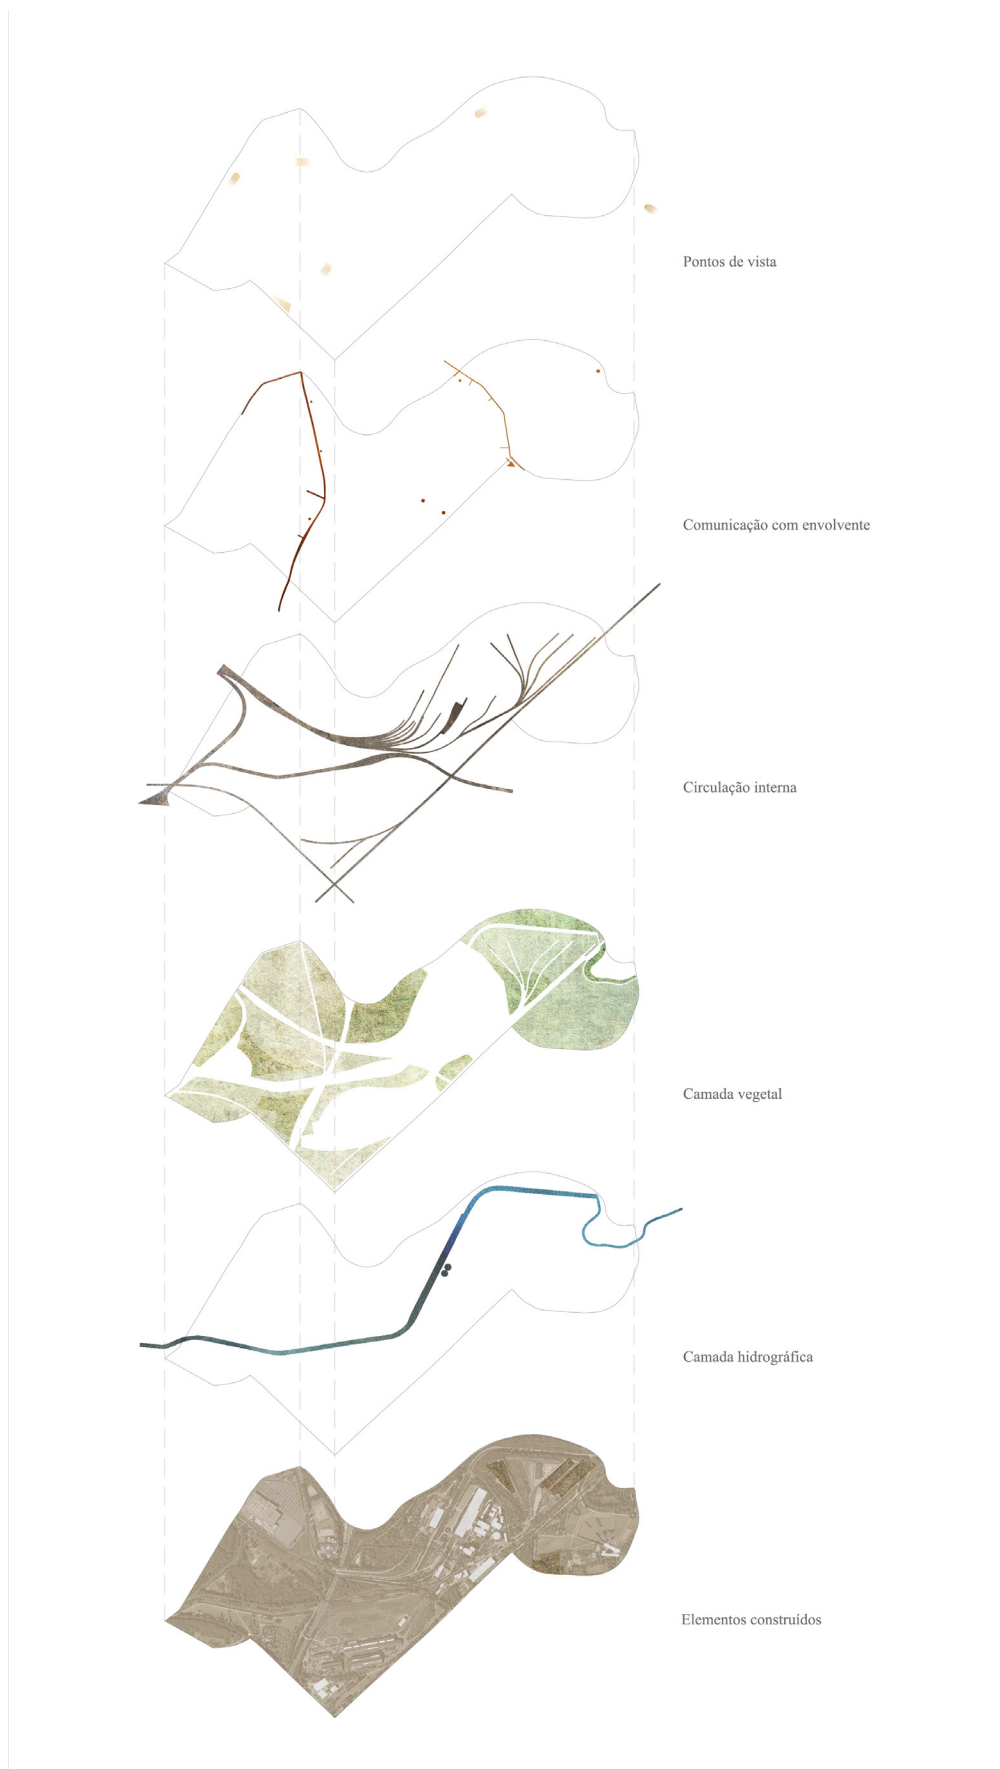 Pontos de vista
Comunicação com envolvente
Circulação interna
Camada vegetal
Camada hidrográfica
Elementos construídos